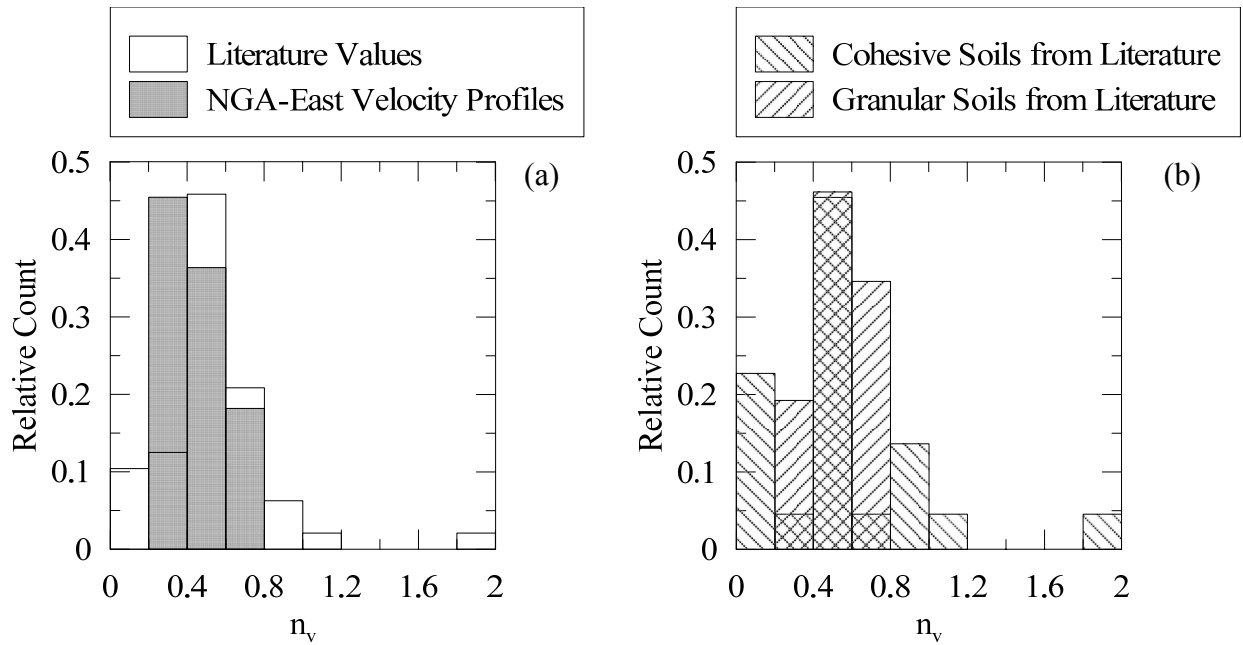 Literature Values
NGA-East Velocity Profiles
(a)
Relative Count
0.5
0.4
0.3
0.2
0.1
0
0 0.4 0.8 1.2 1.6 2
n_v
Cohesive Soils from Literature
Granular Soils from Literature
(b)
Relative Count
0.5
0.4
0.3
0.2
0.1
0
0 0.4 0.8 1.2 1.6 2
n_v